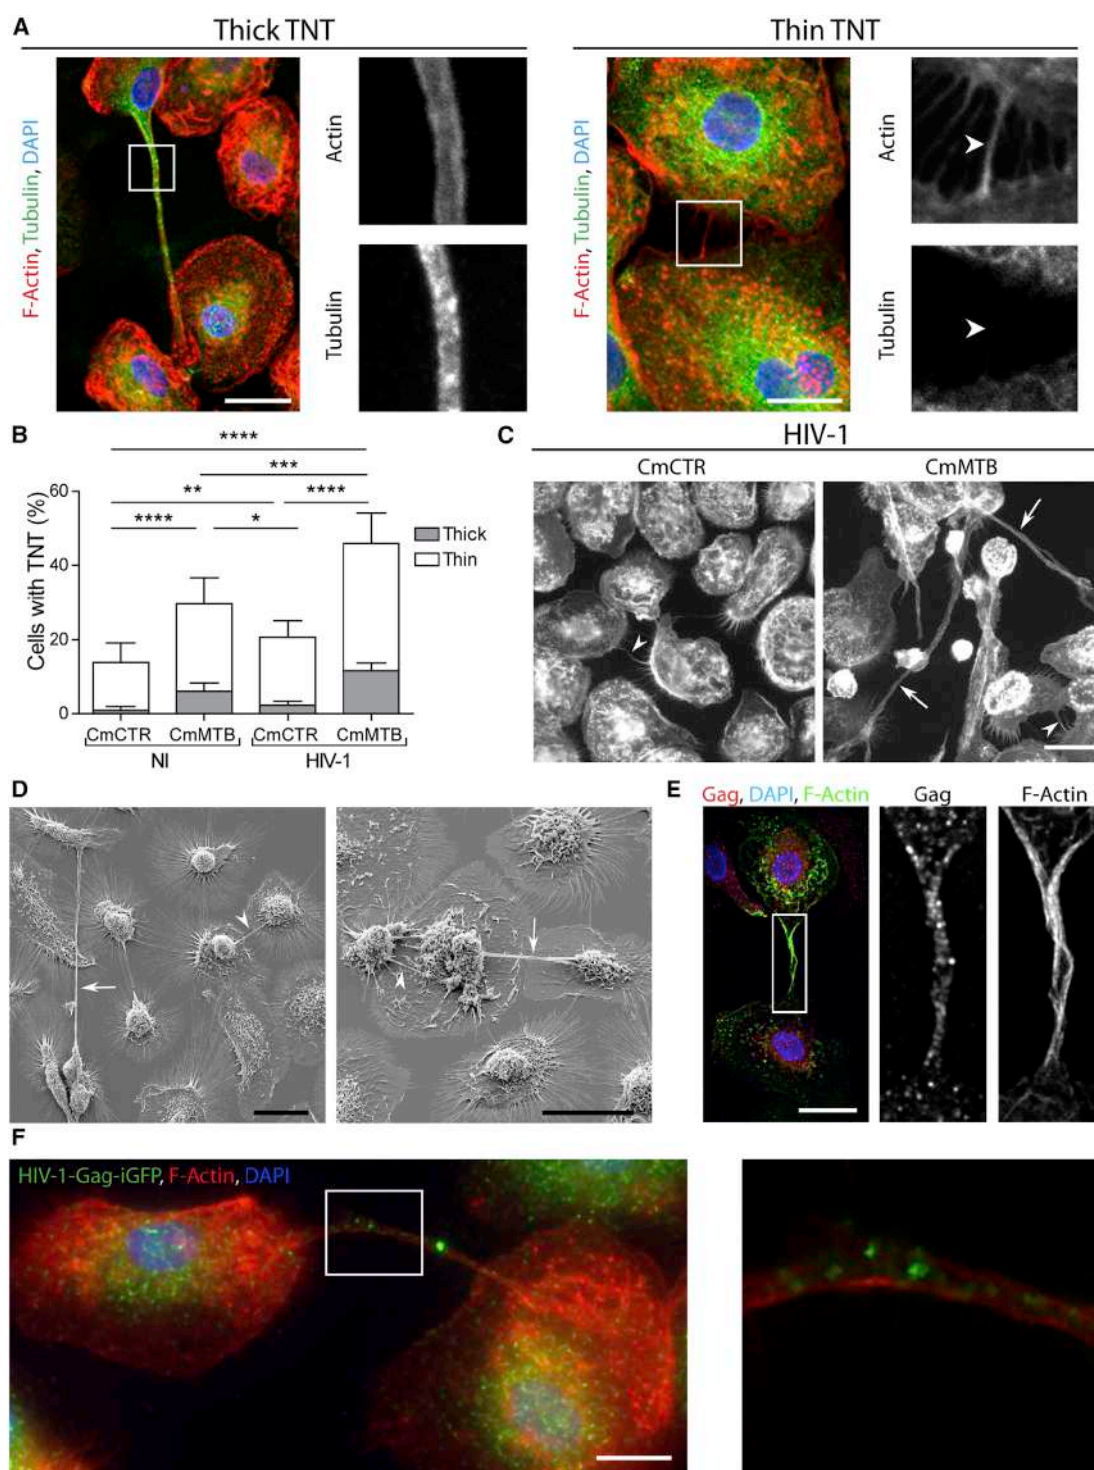 A
Thick TNT
Thin TNT
F-Actin, Tubulin, DAPI
Actin
Tubulin
F-Actin, Tubulin, DAPI
Actin
Tubulin
B
****
***
** ****
**** *
Cells with TNT (%)
60
40
20
0
Thick
Thin
CmCTR CmMTB CmCTR CmMTB
NI HIV-1
C
HIV-1
CmCTR CmMTB
D
E
Gag, DAPI, F-Actin Gag F-Actin
F
HIV-1-Gag-iGFP, F-Actin, DAPI